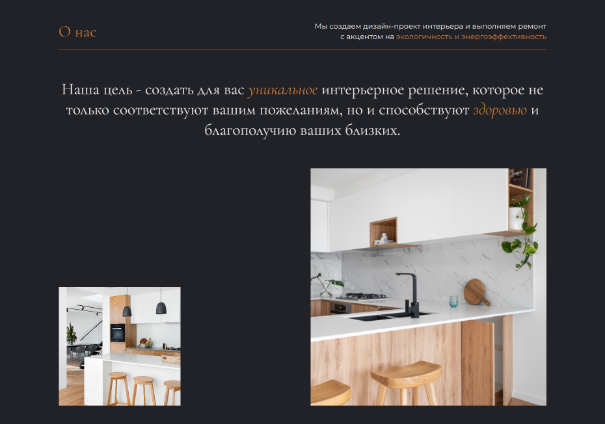 О нас
Мы создаем дизайн-проект интерьера и выполняем ремонт
с акцентом на экологичность и энергоэффективность
Наша цель - создать для вас уникальное интерьерное решение, которое не
только соответствуют вашим пожеланиям, но и способствуют здоровью и
благополучию ваших близких.